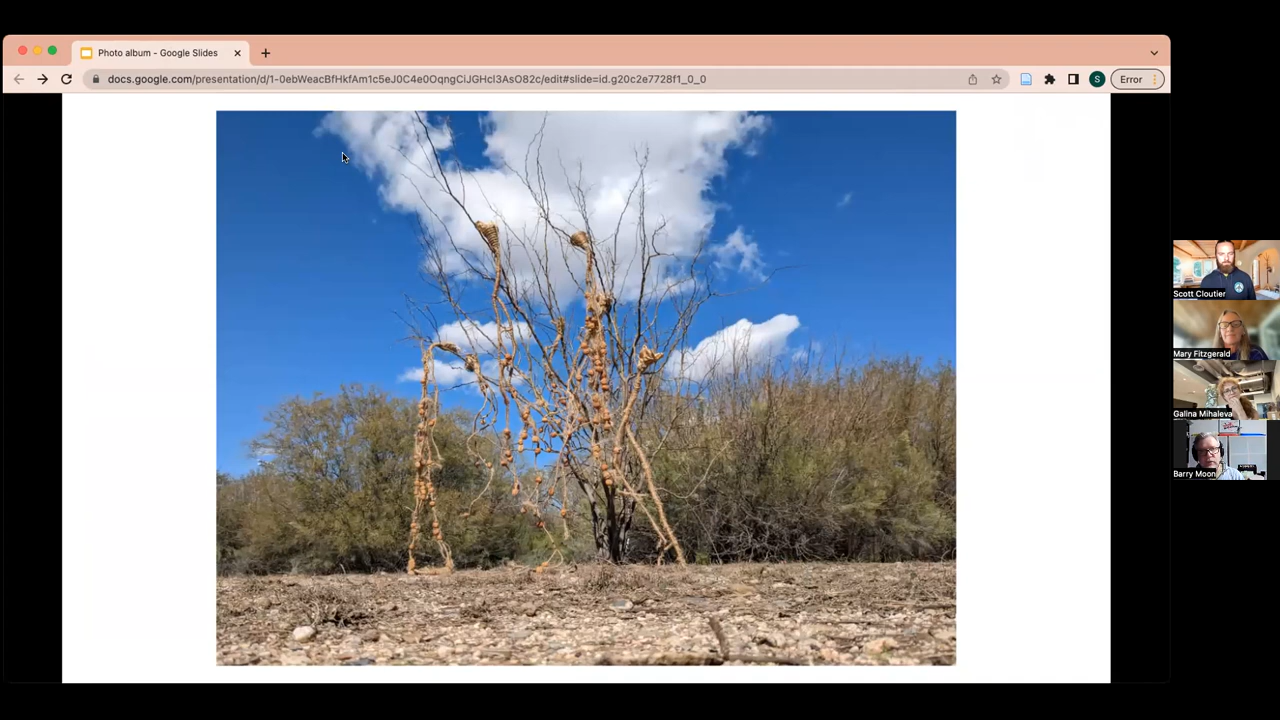 Photo album - Google Slides
docs.google.com/presentation/d/1-0ebWeacBfHkfAm1c5eJ0C4e0OqngCiJGHcI3AsO82c/edit#slide=id.g20c2e7728f1_0_0
S
Error
Scott Cloutier
Mary Fitzgerald
Galina Mihaleva
Barry Moon